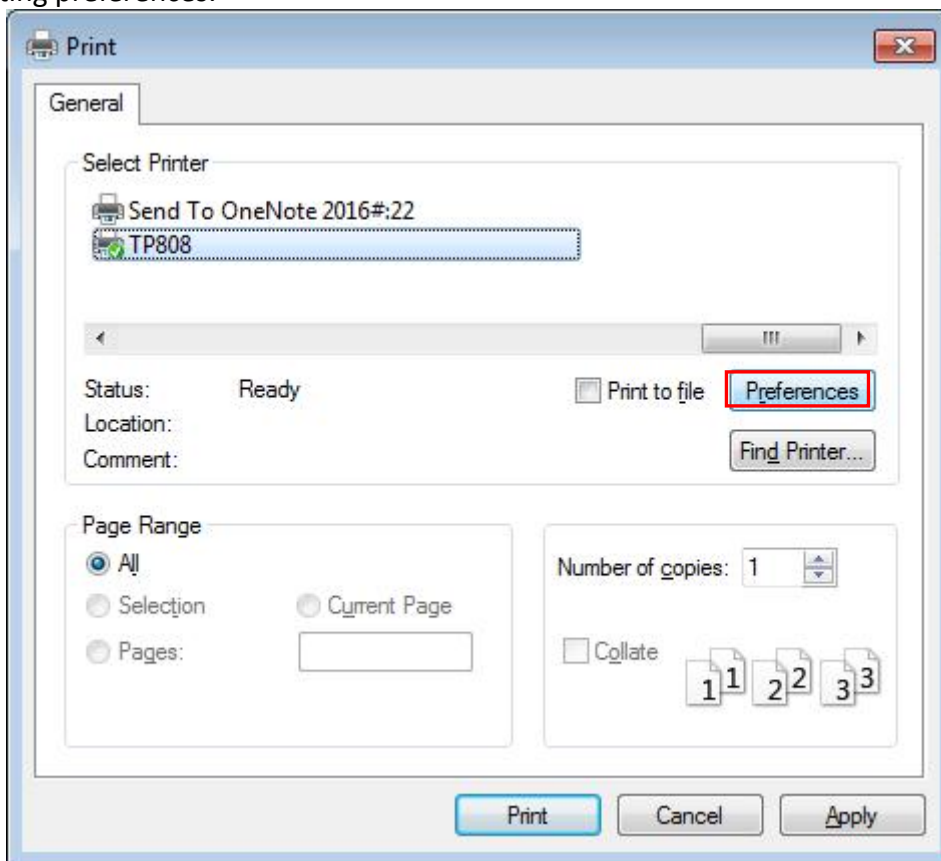 ting preferences.
Print
General
Select Printer
Send To OneNote 2016#:22
TP808
Status: Ready
Print to file
Preferences
Location:
Comment:
Find Printer...
Page Range
All
Selection
Current Page
Pages:
Number of copies: 1
Collate
1 1 2 2 3 3
Print
Cancel
Apply